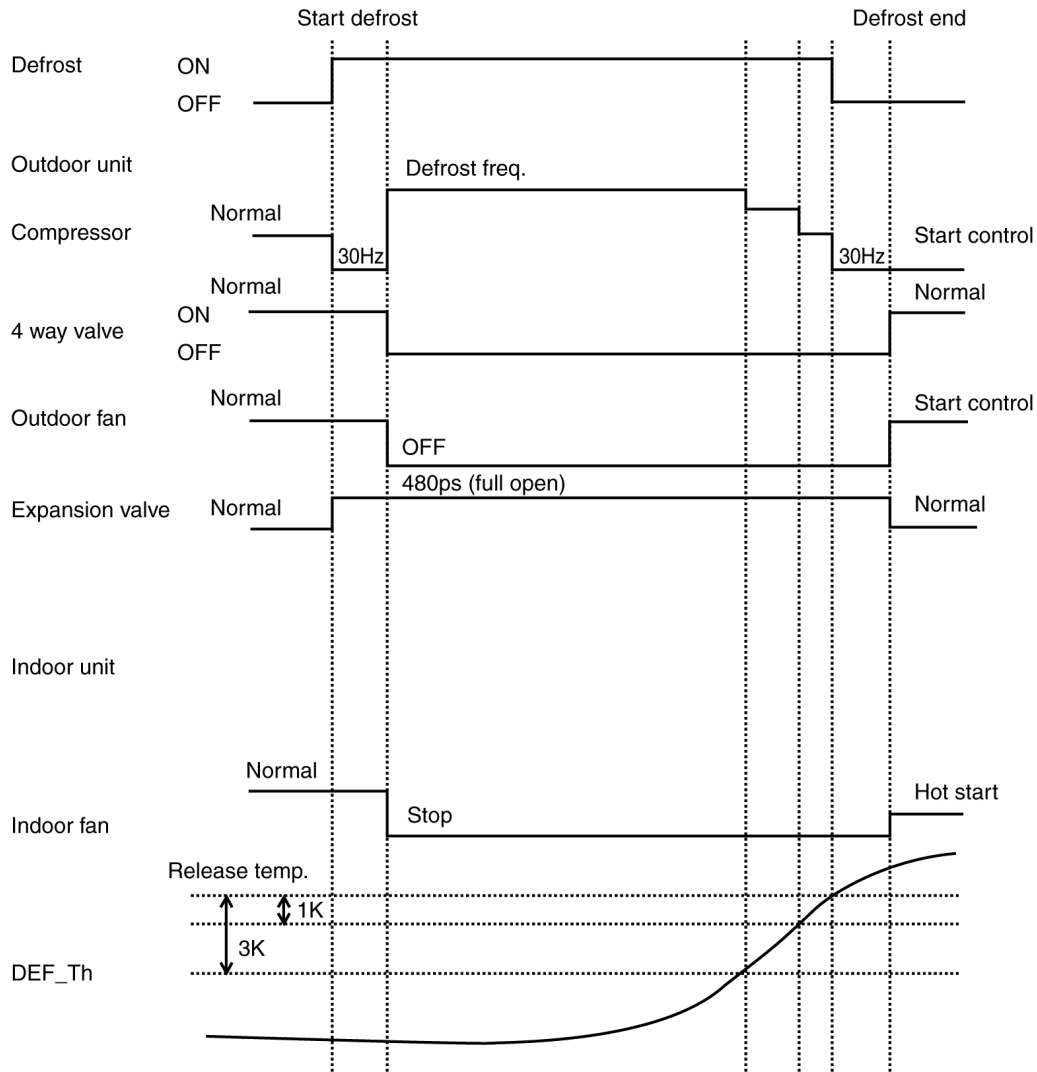 Start defrost
Defrost end
Defrost
ON
OFF
Outdoor unit
Defrost freq.
Normal
Compressor
30Hz
30Hz
Start control
Normal
Normal
ON
4 way valve
OFF
Normal
Start control
Outdoor fan
OFF
480ps (full open)
Expansion valve
Normal
Normal
Indoor unit
Normal
Hot start
Indoor fan
Stop
Release temp.
1K
3K
DEF_Th